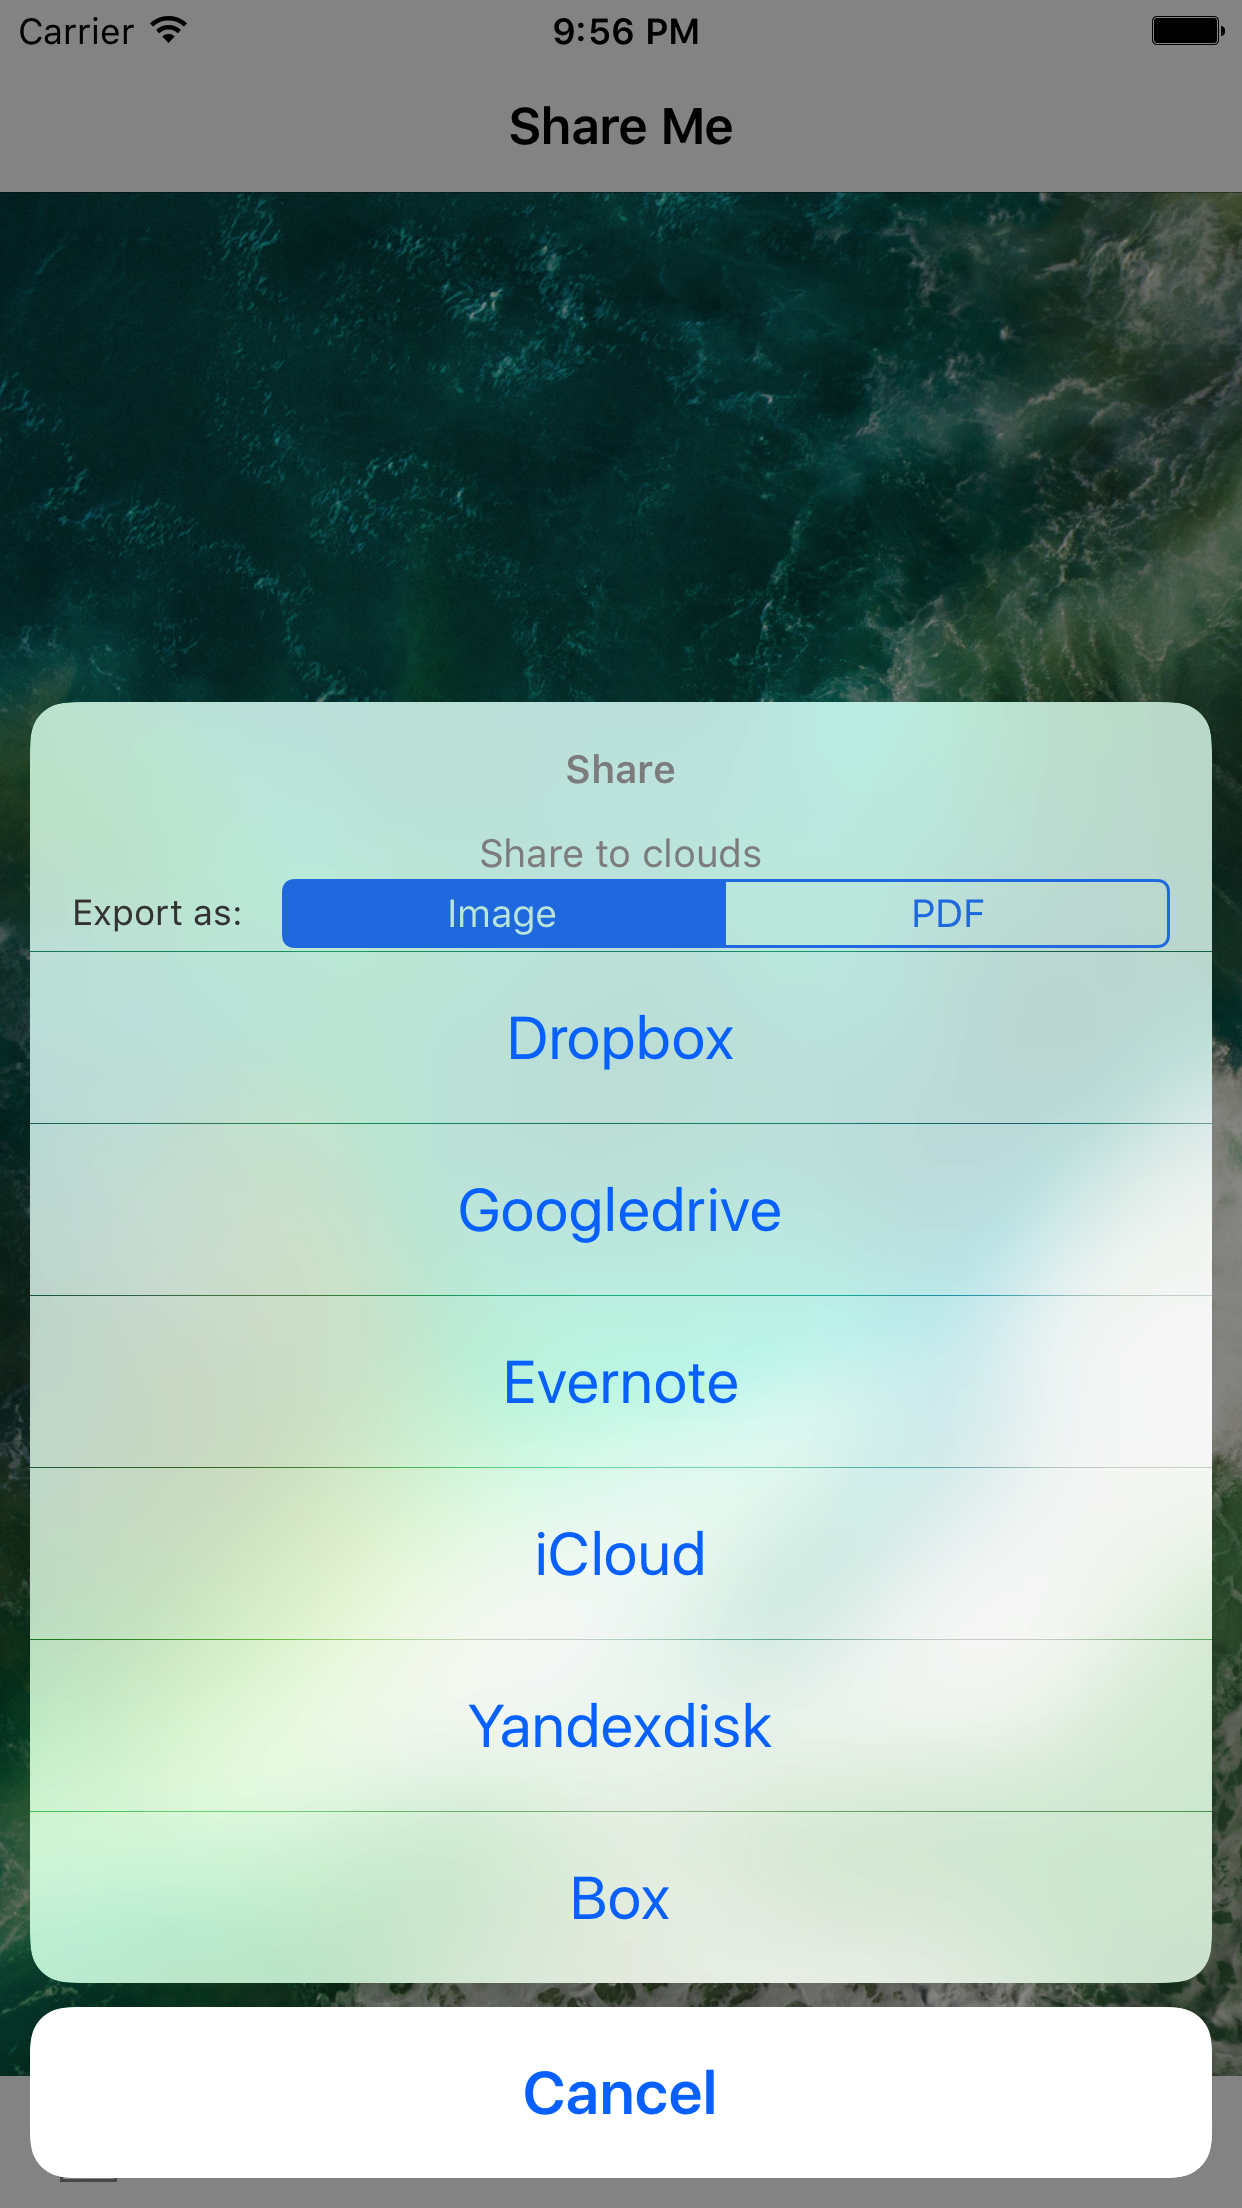 Carrier 9:56 PM
Share Me
Share
Share to clouds
Export as: Image PDF
Dropbox
Googledrive
Evernote
iCloud
Yandexdisk
Box
Cancel